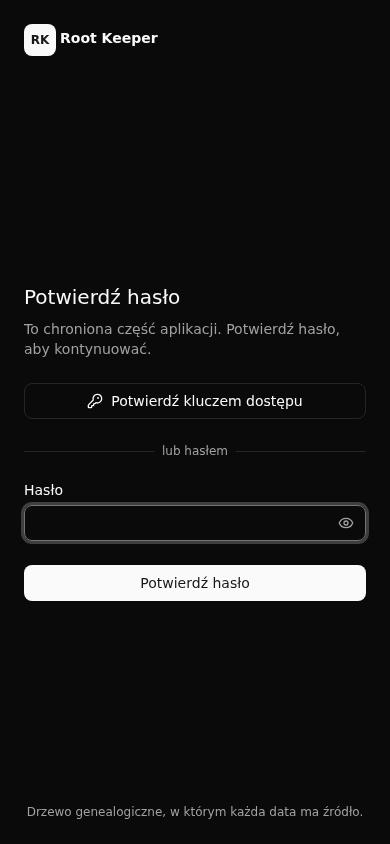 RK Root Keeper
Potwierdź hasło
To chroniona część aplikacji. Potwierdź hasło,
aby kontynuować.
Potwierdź kluczem dostępu
lub hasłem
Hasło
Potwierdź hasło
Drzewo genealogiczne, w którym każda data ma źródło.